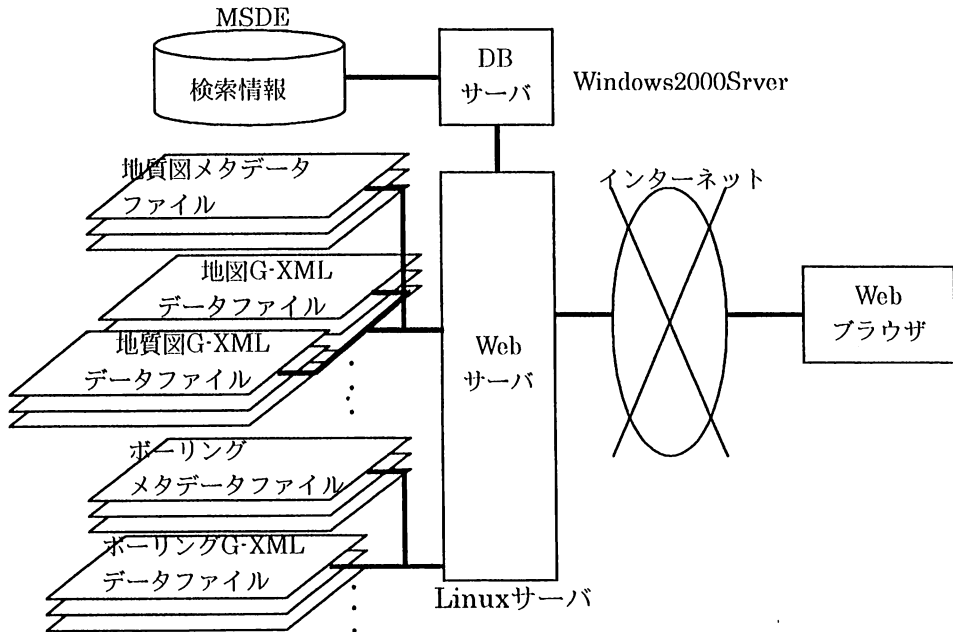 MSDE
検索情報
DB
サーバ
Windows2000Srver
地質図メタデータ
ファイル
地図G-XML
データファイル
地質図G-XML
データファイル
ボーリング
メタデータファイル
ボーリングG-XML
データファイル
Web
サーバ
Linuxサーバ
インターネット
Web
ブラウザ